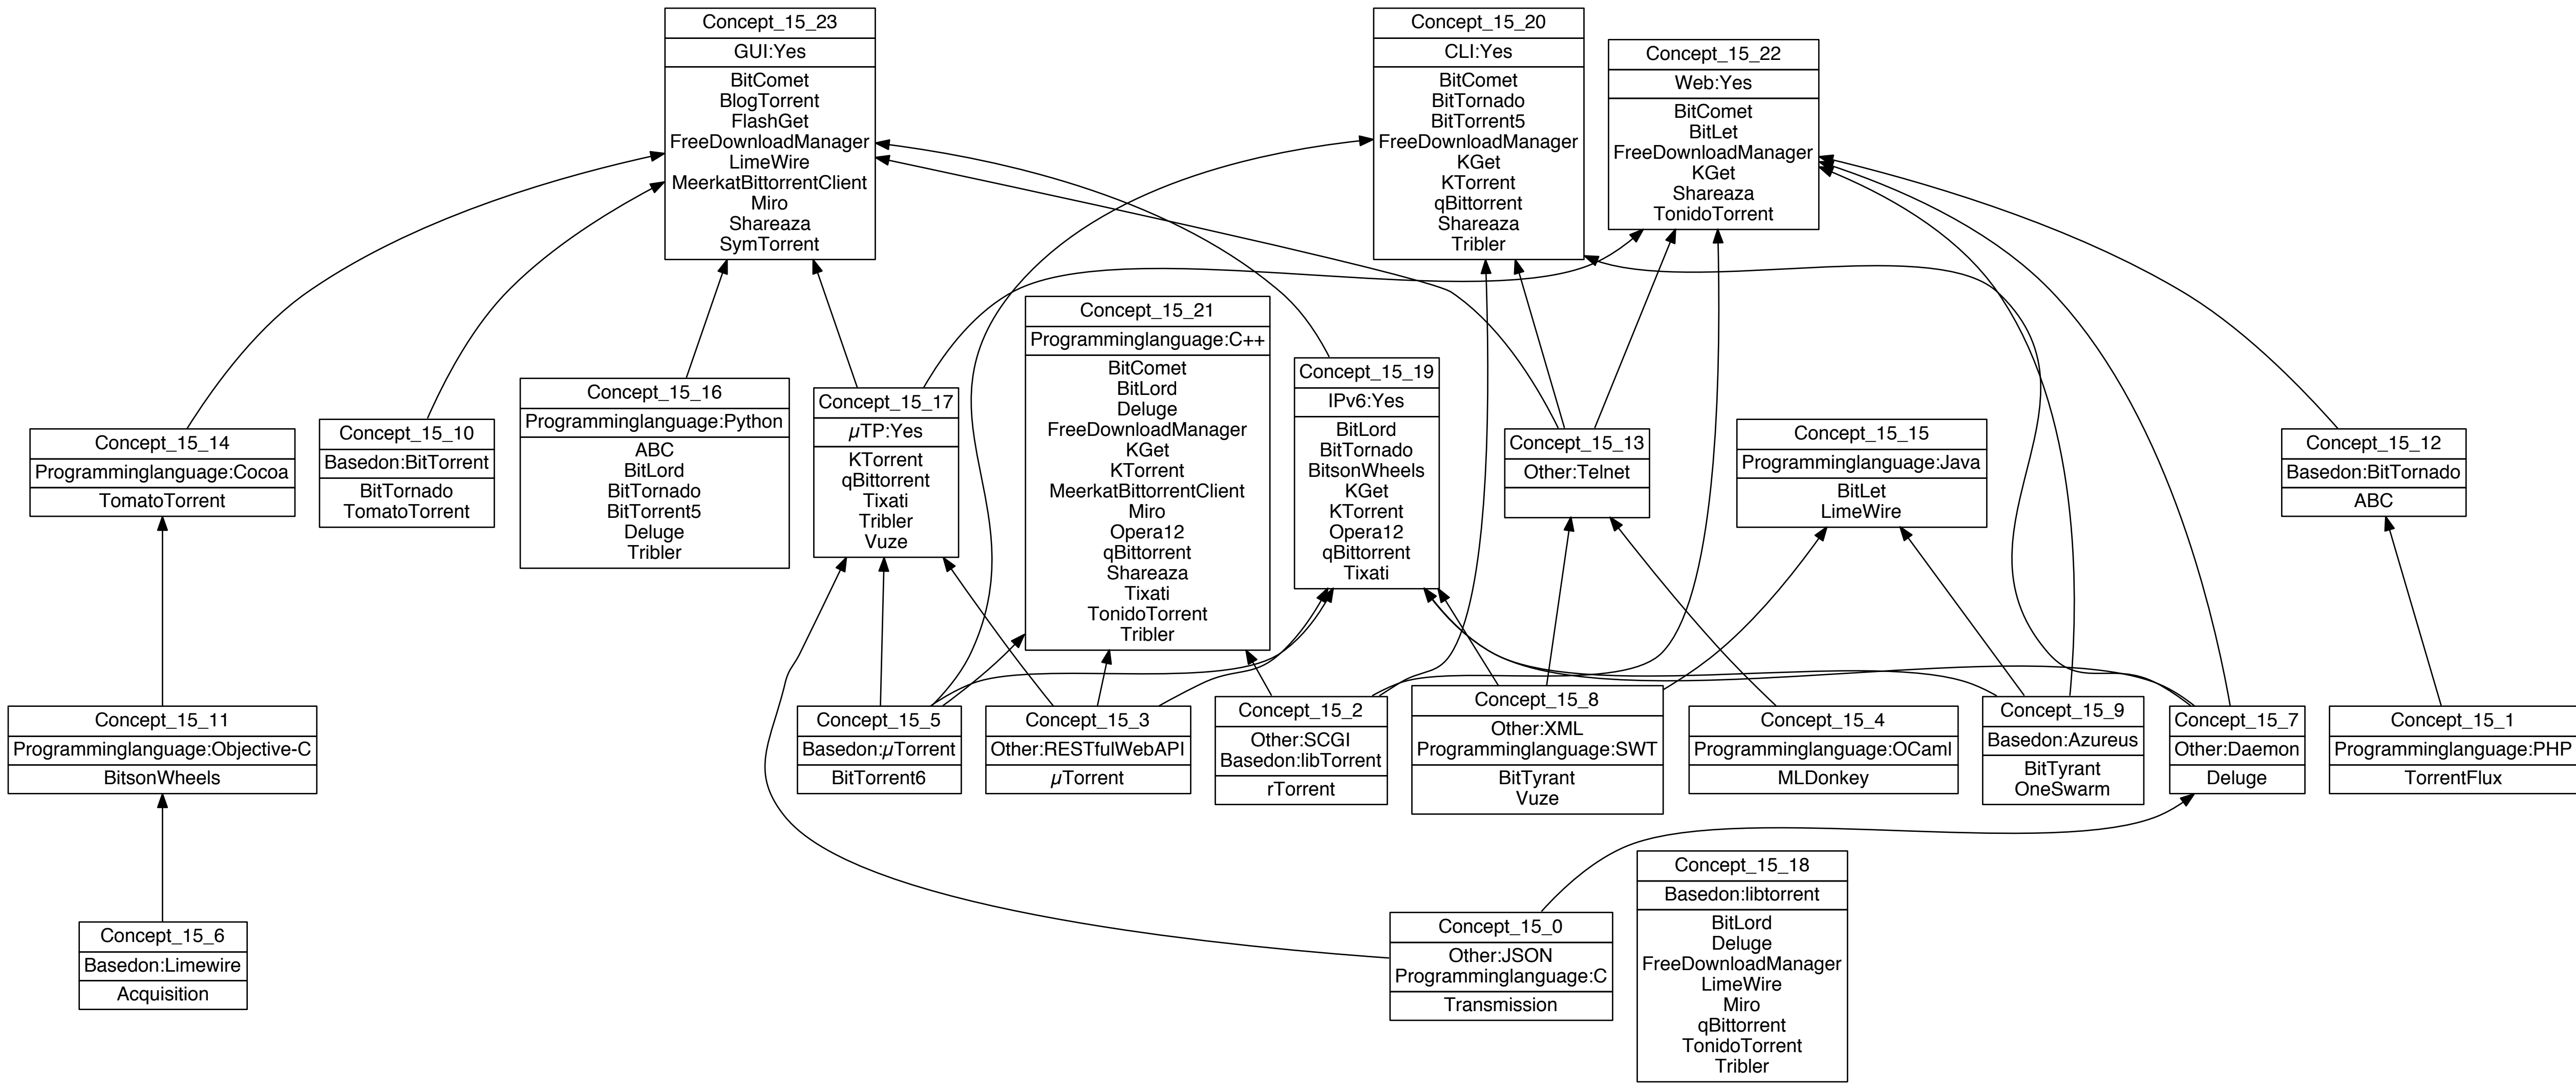 Concept_15_23
GUI:Yes
BitComet
BlogTorrent
FlashGet
FreeDownloadManager
LimeWire
MeerkatBittorrentClient
Miro
Shareaza
SymTorrent
Concept_15_20
CLI:Yes
BitComet
BitTornado
BitTorrent5
FreeDownloadManager
KGet
KTorrent
qBittorrent
Shareaza
Tribler
Concept_15_22
Web:Yes
BitComet
BitLet
FreeDownloadManager
KGet
Shareaza
TonidoTorrent
Concept_15_21
Programminglanguage:C++
BitComet
BitLord
Deluge
FreeDownloadManager
KGet
KTorrent
MeerkatBittorrentClient
Miro
Opera12
qBittorrent
Shareaza
Tixati
TonidoTorrent
Tribler
Concept_15_19
IPv6:Yes
BitLord
BitTornado
BitsonWheels
KGet
KTorrent
Opera12
qBittorrent
Tixati
Concept_15_14
Programminglanguage:Cocoa
TomatoTorrent
Concept_15_10
Basedon:BitTorrent
BitTornado
TomatoTorrent
Concept_15_16
Programminglanguage:Python
ABC
BitLord
BitTornado
BitTorrent5
Deluge
Tribler
Concept_15_17
µTP:Yes
KTorrent
qBittorrent
Tixati
Tribler
Vuze
Concept_15_13
Other:Telnet
Concept_15_15
Programminglanguage:Java
BitLet
LimeWire
Concept_15_12
Basedon:BitTornado
ABC
Concept_15_11
Programminglanguage:Objective-C
BitsonWheels
Concept_15_5
Basedon:µTorrent
BitTorrent6
Concept_15_3
Other:RESTfulWebAPI
µTorrent
Concept_15_2
Other:SCGI
Basedon:libTorrent
rTorrent
Concept_15_8
Other:XML
Programminglanguage:SWT
BitTyrant
Vuze
Concept_15_4
Programminglanguage:OCaml
MLDonkey
Concept_15_9
Basedon:Azureus
BitTyrant
OneSwarm
Concept_15_7
Other:Daemon
Deluge
Concept_15_1
Programminglanguage:PHP
TorrentFlux
Concept_15_6
Basedon:Limewire
Acquisition
Concept_15_0
Other:JSON
Programminglanguage:C
Transmission
Concept_15_18
Basedon:libtorrent
BitLord
Deluge
FreeDownloadManager
LimeWire
Miro
qBittorrent
TonidoTorrent
Tribler